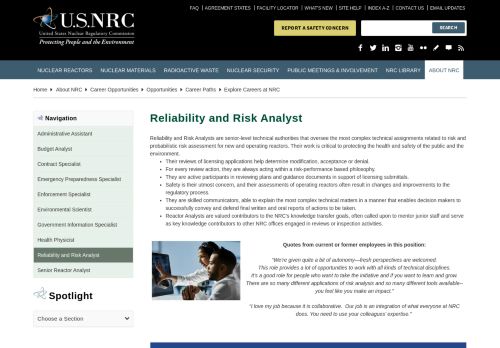 FAQ | AGREEMENT STATES | FACILITY LOCATOR | WHAT'S NEW | SITE HELP | INDEX A-Z | CONTACT US | EMAIL UPDATES
U.S.NRC
United States Nuclear Regulatory Commission
Protecting People and the Environment
REPORT A SAFETY CONCERN
SEARCH
NUCLEAR REACTORS NUCLEAR MATERIALS RADIOACTIVE WASTE NUCLEAR SECURITY PUBLIC MEETINGS & INVOLVEMENT NRC LIBRARY ABOUT NRC
Home About NRC Career Opportunities Opportunities Career Paths Explore Careers at NRC
Navigation
Administrative Assistant
Budget Analyst
Contract Specialist
Emergency Preparedness Specialist
Enforcement Specialist
Environmental Scientist
Government Information Specialist
Health Physicist
Reliability and Risk Analyst
Senior Reactor Analyst
Spotlight
Choose a Section
Reliability and Risk Analyst
Reliability and Risk Analysts are senior-level technical authorities that oversee the most complex technical assignments related to risk and
probabilistic risk assessment for new and operating reactors. Their work is critical to protecting the health and safety of the public and the
environment.
• Their reviews of licensing applications help determine modification, acceptance or denial.
• For every review action, they are always acting within a risk-performance based philosophy.
• They are active participants in reviewing plans and guidance documents in support of licensing submittals.
• Safety is their utmost concern, and their assessments of operating reactors often result in changes and improvements to the
regulatory process.
• They are skilled communicators, able to explain the most complex technical matters in a manner that enables decision makers to
successfully convey and defend final written and oral reports of actions to be taken.
• Reactor Analysts are valued contributors to the NRC's knowledge transfer goals, often called upon to mentor junior staff and serve
as key knowledge contributors to other NRC offices engaged in reviews or inspection activities.
Quotes from current or former employees in this position:
"We're given quite a bit of autonomy—fresh perspectives are welcomed.
This role provides a lot of opportunities to work with all kinds of technical disciplines.
It's a good role for people who want to take the initiative and if you want to learn and grow.
There are so many different applications of risk analysis and so many different tools available--
you feel like you make an impact."
"I love my job because it is collaborative. Our job is an integration of what everyone at NRC
does. You need to use your colleagues' expertise."